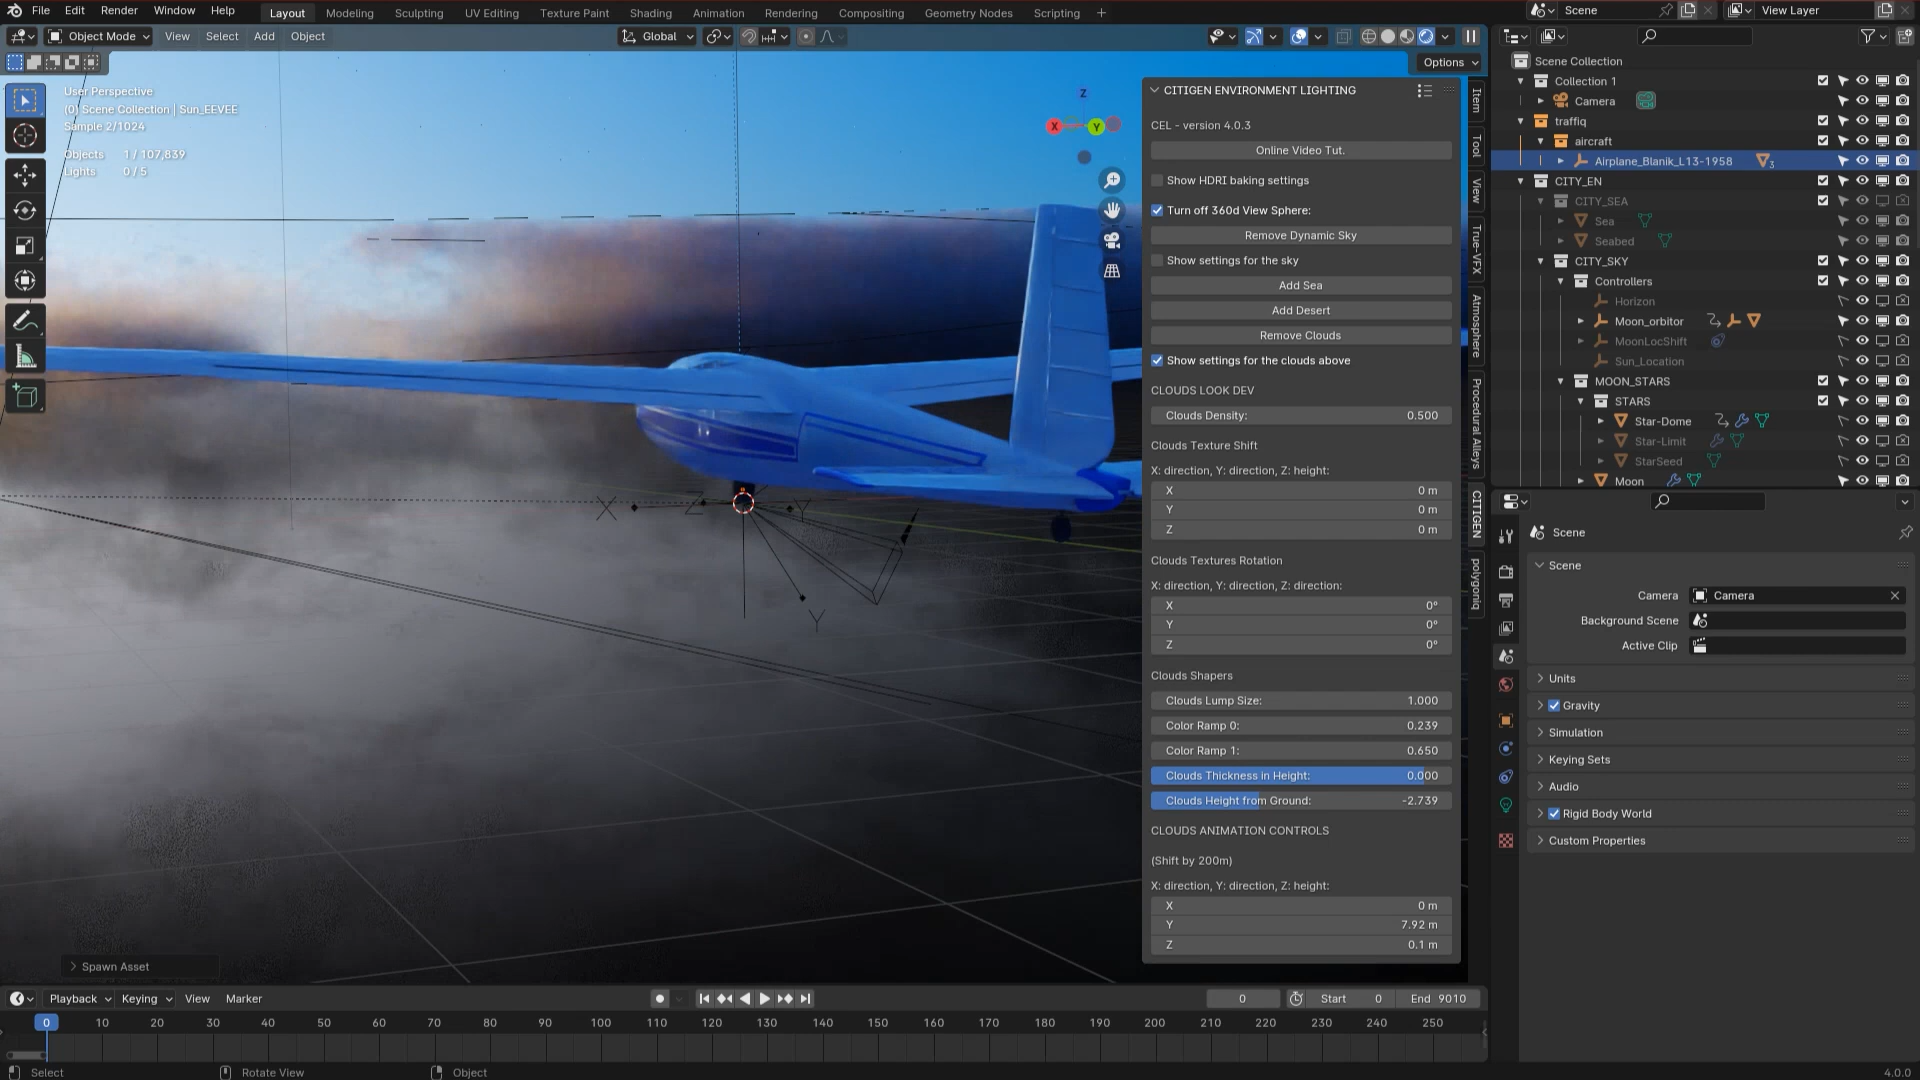 File Edit Render Window Help
Layout Modeling Sculpting UV Editing Texture Paint Shading Animation Rendering Compositing Geometry Nodes Scripting +
Scene View Layer
Object Mode View Select Add Object
Global
Options
User Perspective
(0) Scene Collection | Sun_EEVEE
Sample 2/1024
Objects 1 / 107,839
Lights 0 / 5
Z
X Y
X Z Y
Y
Spawn Asset
CITIGEN ENVIRONMENT LIGHTING
CEL - version 4.0.3
Online Video Tut.
Show HDRI baking settings
Turn off 360d View Sphere:
Remove Dynamic Sky
Show settings for the sky
Add Sea
Add Desert
Remove Clouds
Show settings for the clouds above
CLOUDS LOOK DEV
Clouds Density: 0.500
Clouds Texture Shift
X: direction, Y: direction, Z: height:
X 0 m
Y 0 m
Z 0 m
Clouds Textures Rotation
X: direction, Y: direction, Z: direction:
X 0°
Y 0°
Z 0°
Clouds Shapers
Clouds Lump Size: 1.000
Color Ramp 0: 0.239
Color Ramp 1: 0.650
Clouds Thickness in Height: 0.000
Clouds Height from Ground: -2.739
CLOUDS ANIMATION CONTROLS
(Shift by 200m)
X: direction, Y: direction, Z: height:
X 0 m
Y 7.92 m
Z 0.1 m
Item
Tool
View
True-VFX
Atmosphere
Procedural Alleys
CITIGEN
polygoniq
Scene Collection
Collection 1
Camera
traffiq
aircraft
Airplane_Blanik_L13-1958 3
CITY_EN
CITY_SEA
Sea
Seabed
CITY_SKY
Controllers
Horizon
Moon_orbitor
MoonLocShift
Sun_Location
MOON_STARS
STARS
Star-Dome
Star-Limit
StarSeed
Moon
Scene
Scene
Camera Camera
Background Scene
Active Clip
Units
Gravity
Simulation
Keying Sets
Audio
Rigid Body World
Custom Properties
Playback Keying View Marker
0 Start 0 End 9010
0 10 20 30 40 50 60 70 80 90 100 110 120 130 140 150 160 170 180 190 200 210 220 230 240 250
Select Rotate View Object 4.0.0